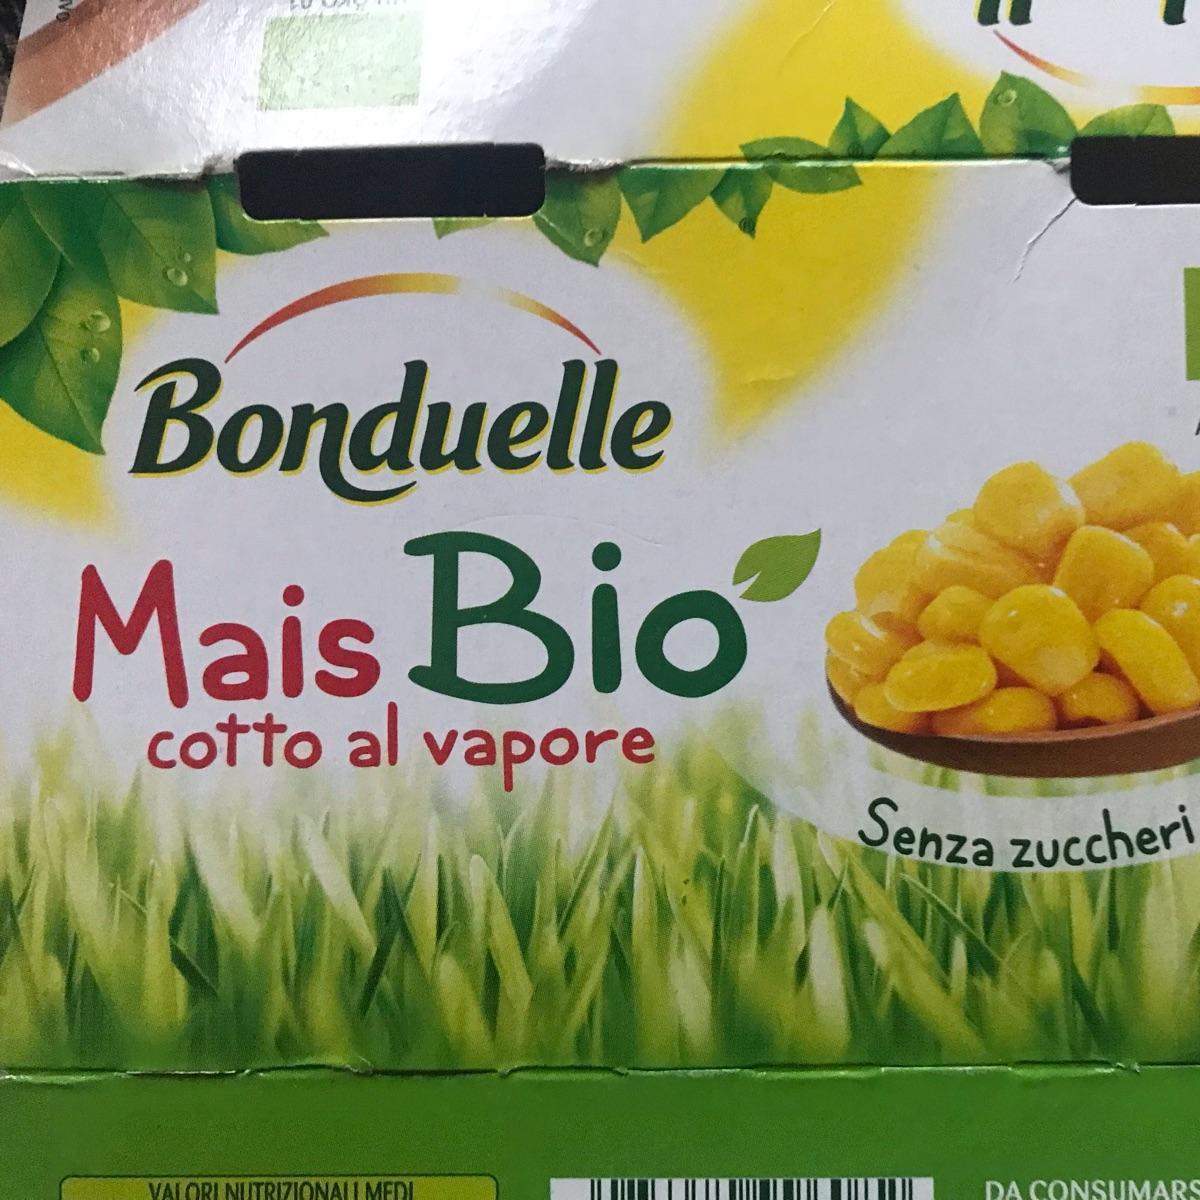 Bonduelle
Mais Bio
cotto al vapore
Senza zuccheri
VALORI NUTRIZIONALI MEDI
DA CONSUMARS